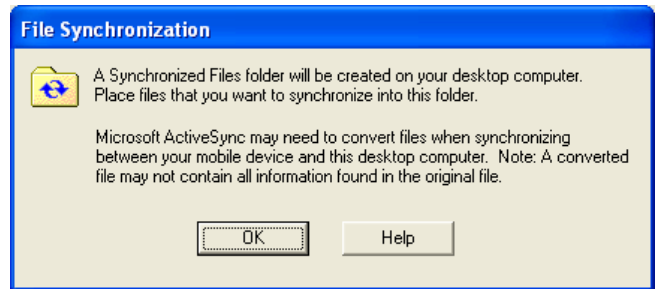 File Synchronization
A Synchronized Files folder will be created on your desktop computer.
Place files that you want to synchronize into this folder.
Microsoft ActiveSync may need to convert files when synchronizing
between your mobile device and this desktop computer. Note: A converted
file may not contain all information found in the original file.
OK
Help